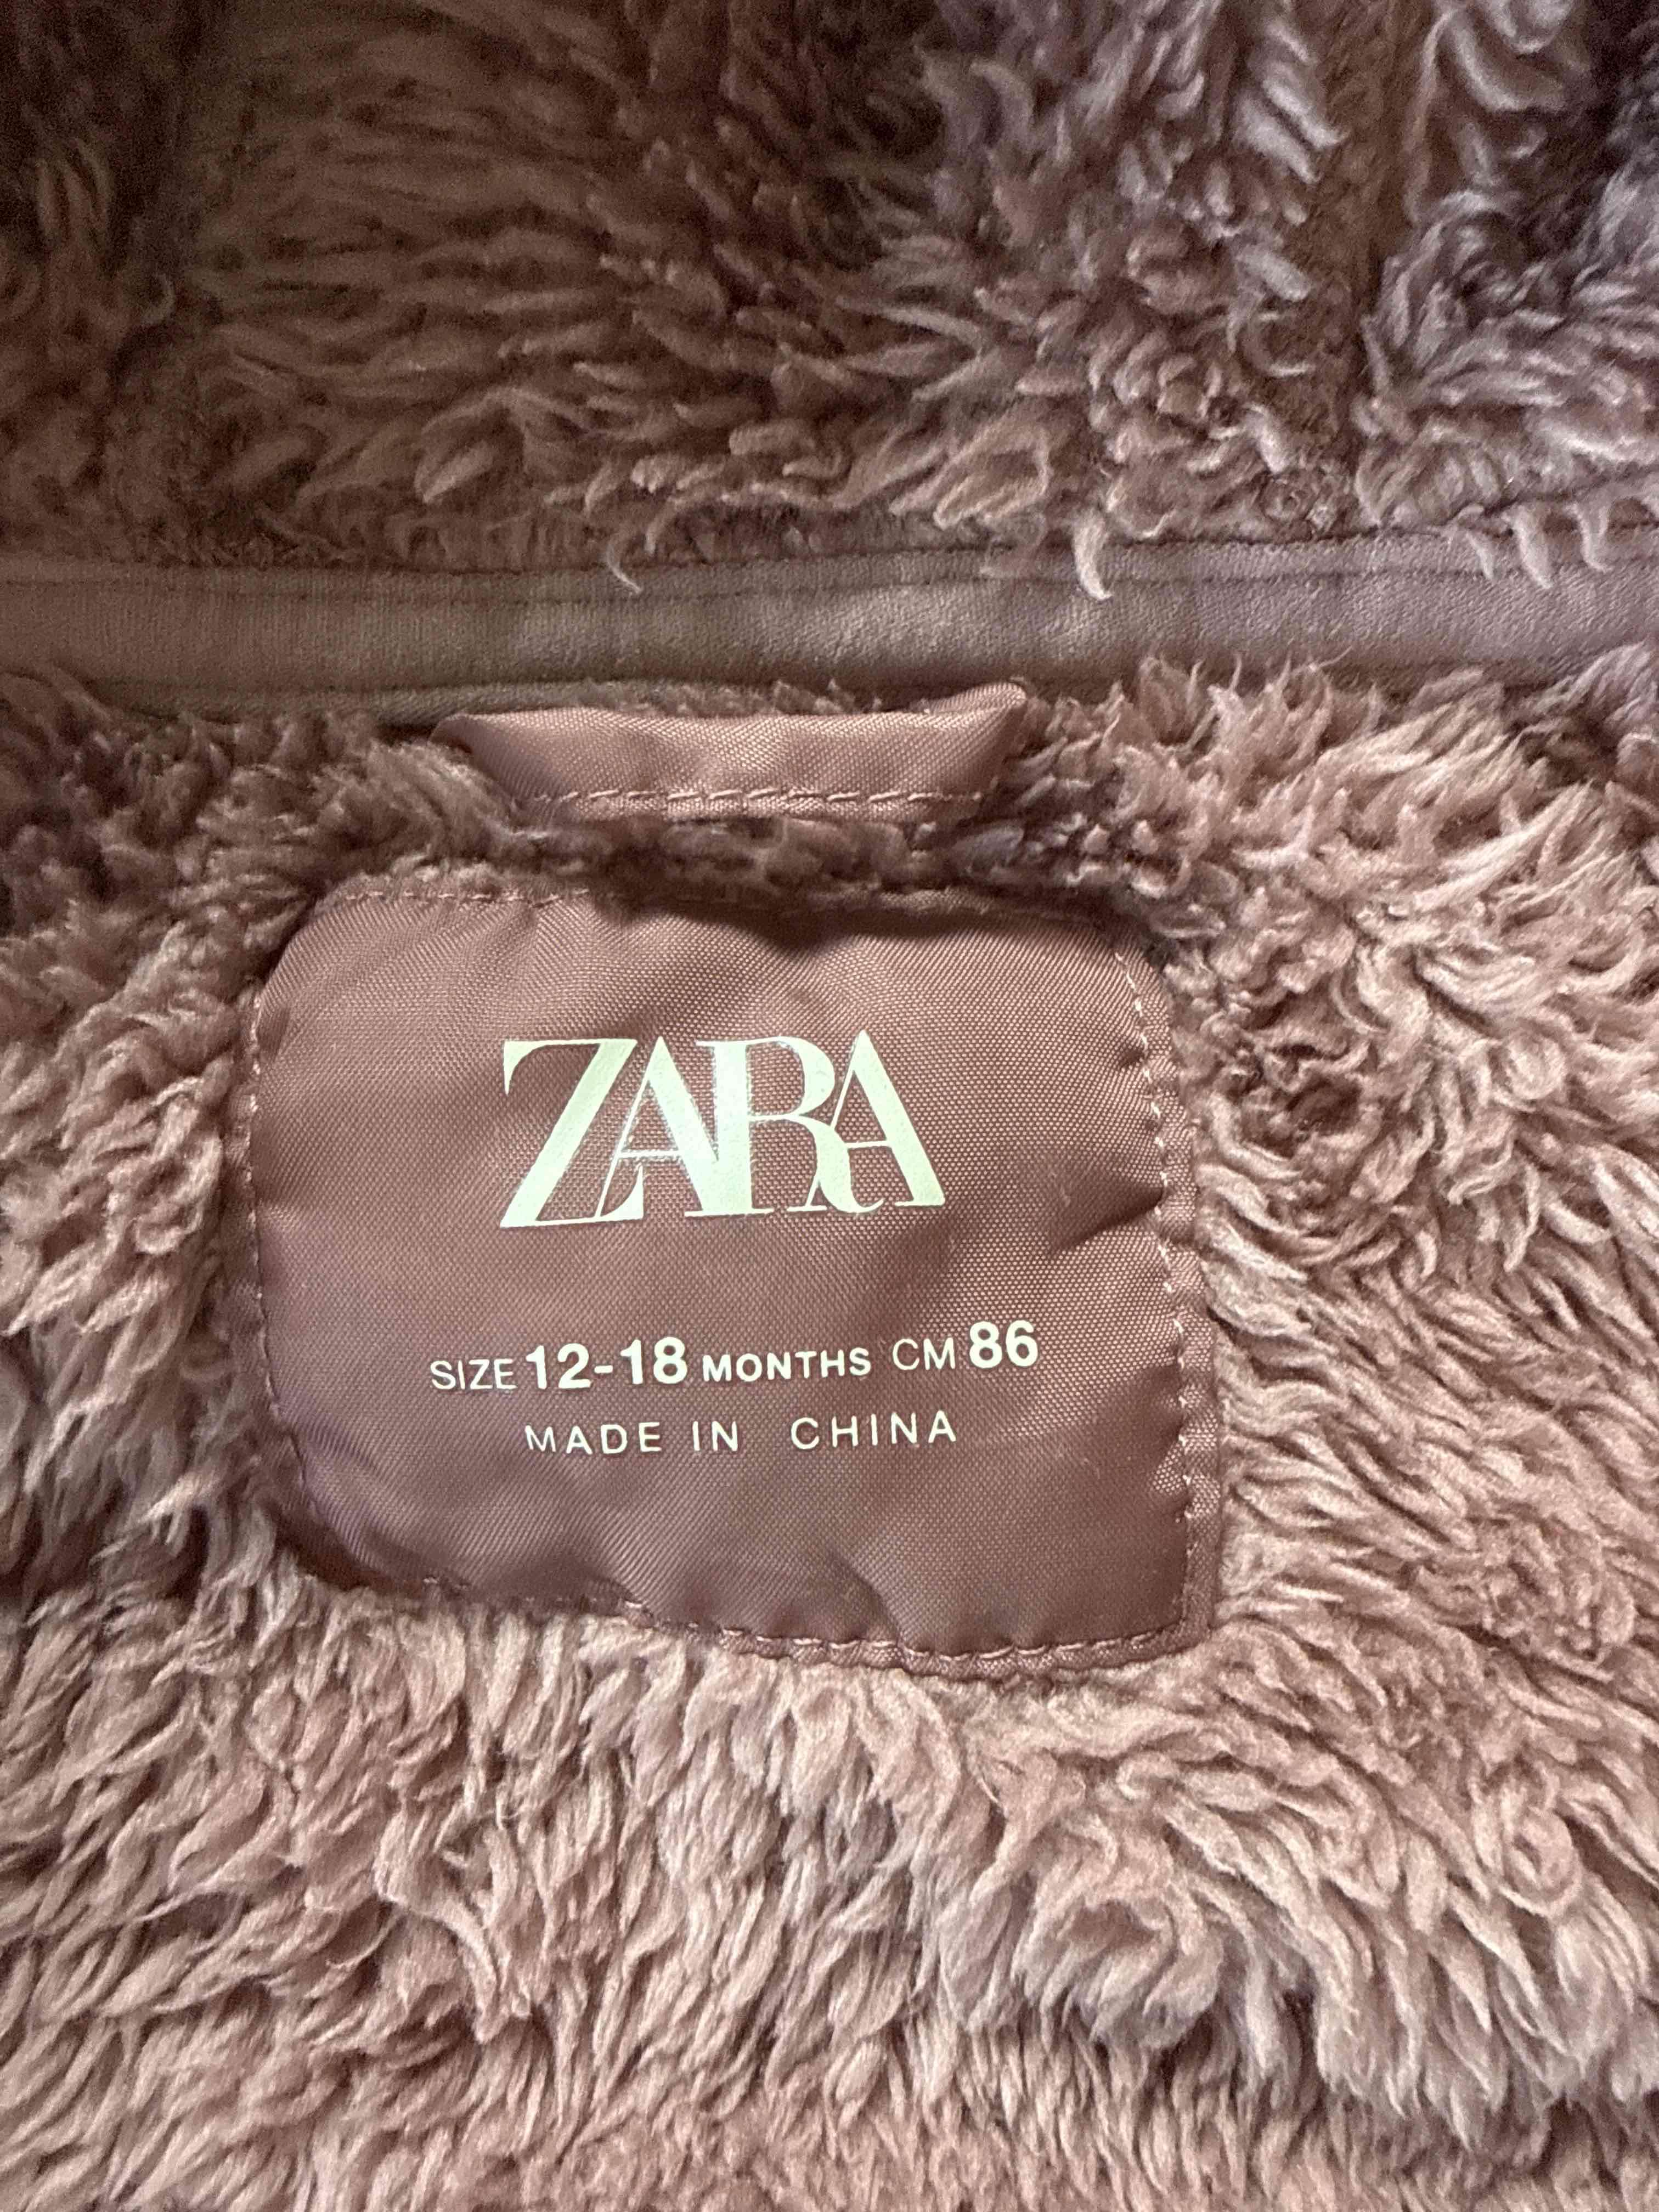 ZARA
SIZE 12-18 MONTHS CM 86
MADE IN CHINA